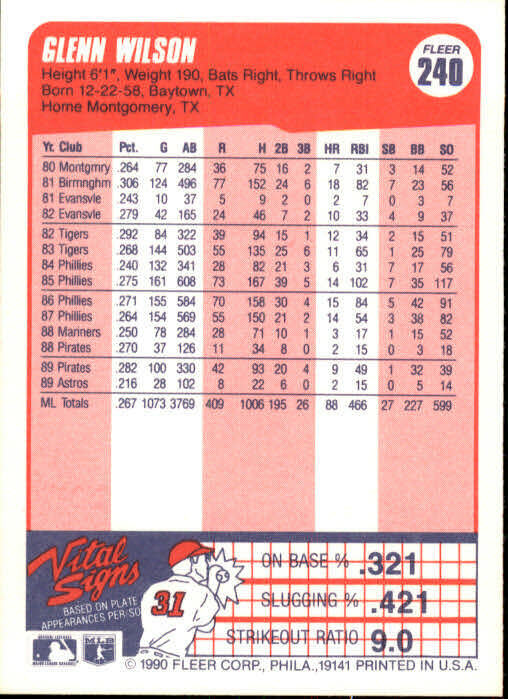 GLENN WILSON
FLEER
240
Height 6'1", Weight 190, Bats Right, Throws Right
Born 12-22-58, Baytown, TX
Home Montgomery, TX
Yr. Club Pct. G AB R H 2B 3B HR RBI SB BB SO
80 Montgmry .264 77 284 36 75 16 2 7 31 3 14 52
81 Birmnghm .306 124 496 77 152 24 6 18 82 7 23 56
81 Evansvle .243 10 37 5 9 2 0 2 7 0 3 7
82 Evansvle .279 42 165 24 46 7 2 10 33 4 9 37
82 Tigers .292 84 322 39 94 15 1 12 34 2 15 51
83 Tigers .268 144 503 55 135 25 6 11 65 1 25 79
84 Phillies .240 132 341 28 82 21 3 6 31 7 17 56
85 Phillies .275 161 608 73 167 39 5 14 102 7 35 117
86 Phillies .271 155 584 70 158 30 4 15 84 5 42 91
87 Phillies .264 154 569 55 150 21 2 14 54 3 38 82
88 Mariners .250 78 284 28 71 10 1 3 17 1 15 52
88 Pirates .270 37 126 11 34 8 0 2 15 0 3 18
89 Pirates .282 100 330 42 93 20 4 9 49 1 32 39
89 Astros .216 28 102 8 22 6 0 2 15 0 5 14
ML Totals .267 1073 3769 409 1006 195 26 88 466 27 227 599
Vital
Signs
BASED ON PLATE
APPEARANCES PER/SO
31
ON BASE % .321
SLUGGING % .421
STRIKEOUT RATIO 9.0
MLB
© 1990 FLEER CORP., PHILA., 19141 PRINTED IN U.S.A.